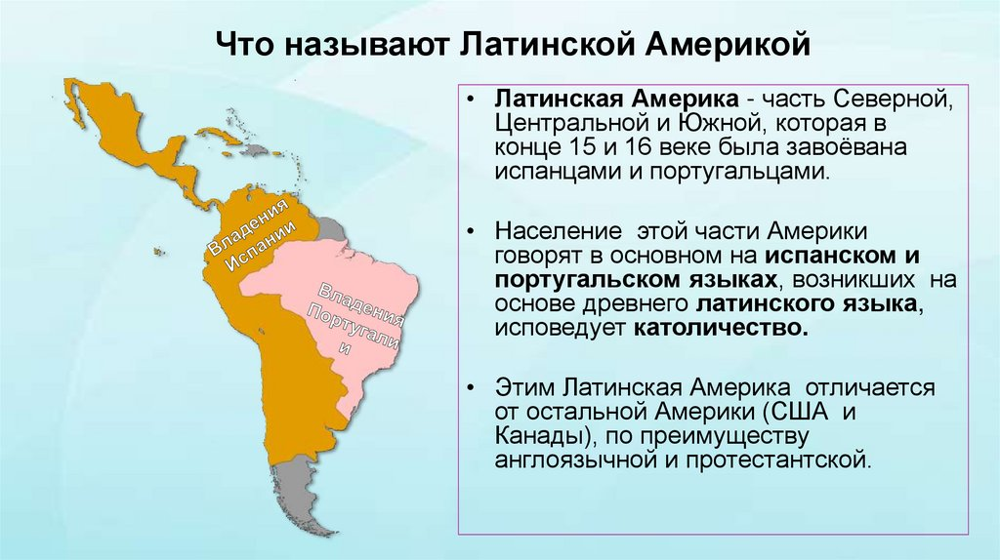 Что называют Латинской Америкой
• Латинская Америка - часть Северной,
Центральной и Южной, которая в
конце 15 и 16 веке была завоёвана
испанцами и португальцами.
• Население этой части Америки
говорят в основном на испанском и
португальском языках, возникших на
основе древнего латинского языка,
исповедует католичество.
• Этим Латинская Америка отличается
от остальной Америки (США и
Канады), по преимуществу
англоязычной и протестантской.
Владения
Испании
Владения
Португали
и